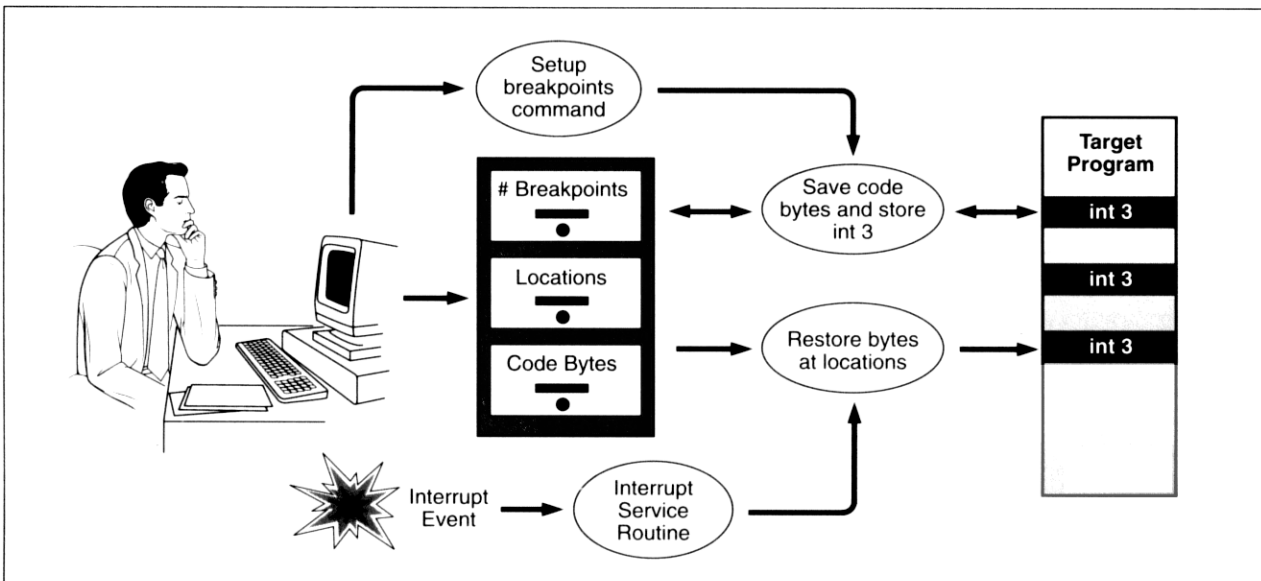 Setup
breakpoints
command
# Breakpoints
Locations
Code Bytes
Save code
bytes and store
int 3
Restore bytes
at locations
Target
Program
int 3
int 3
int 3
Interrupt
Event
Interrupt
Service
Routine